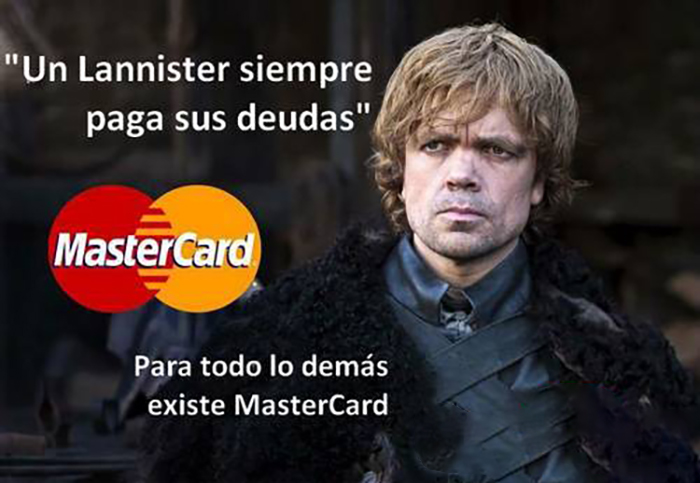 "Un Lannister siempre
paga sus deudas"
MasterCard
Para todo lo demás
existe MasterCard